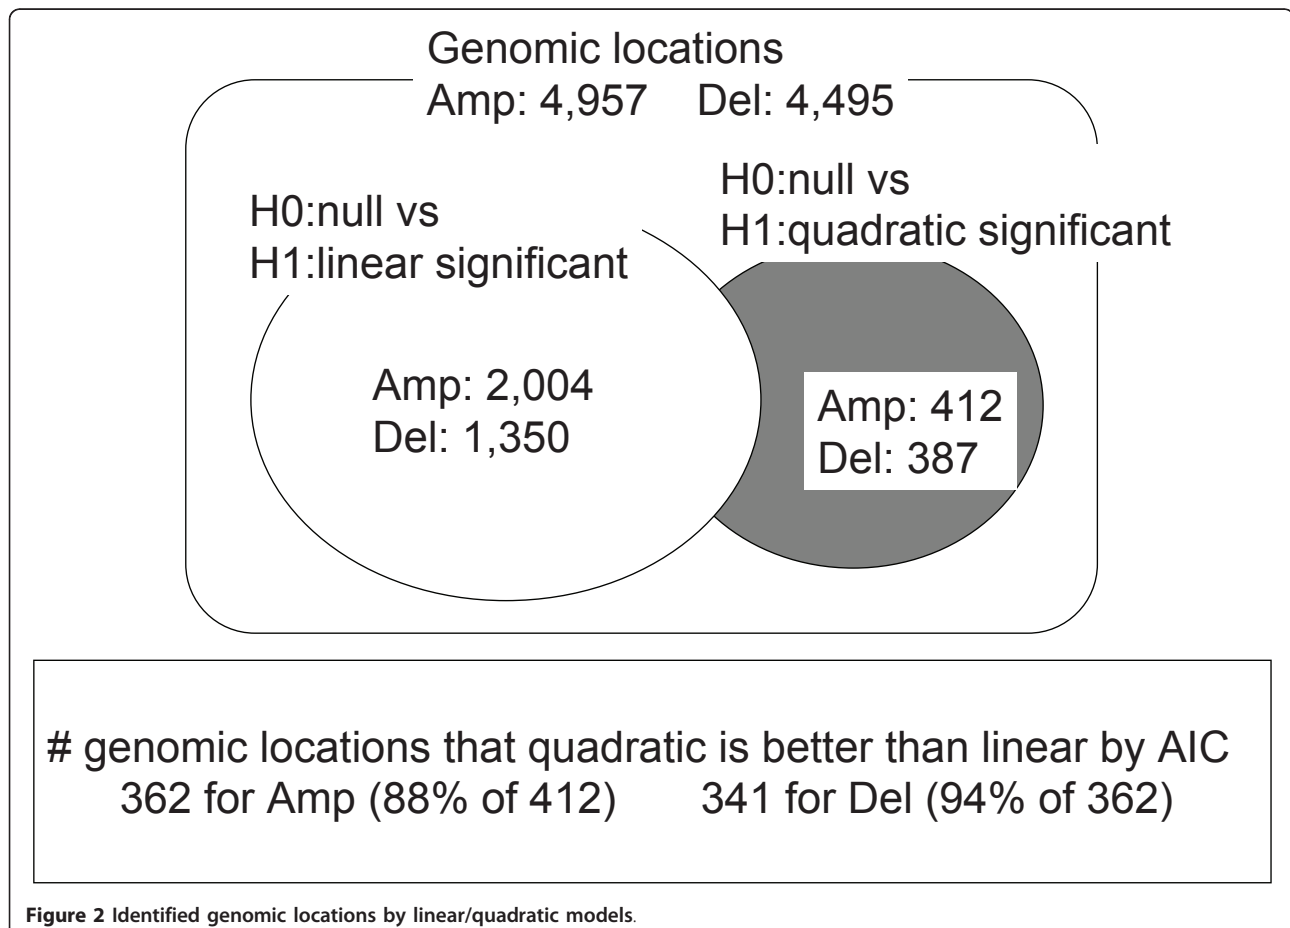 Genomic locations
Amp: 4,957 Del: 4,495
H0:null vs
H1:linear significant
H0:null vs
H1:quadratic significant
Amp: 2,004
Del: 1,350
Amp: 412
Del: 387
# genomic locations that quadratic is better than linear by AIC
362 for Amp (88% of 412) 341 for Del (94% of 362)
Figure 2 Identified genomic locations by linear/quadratic models.